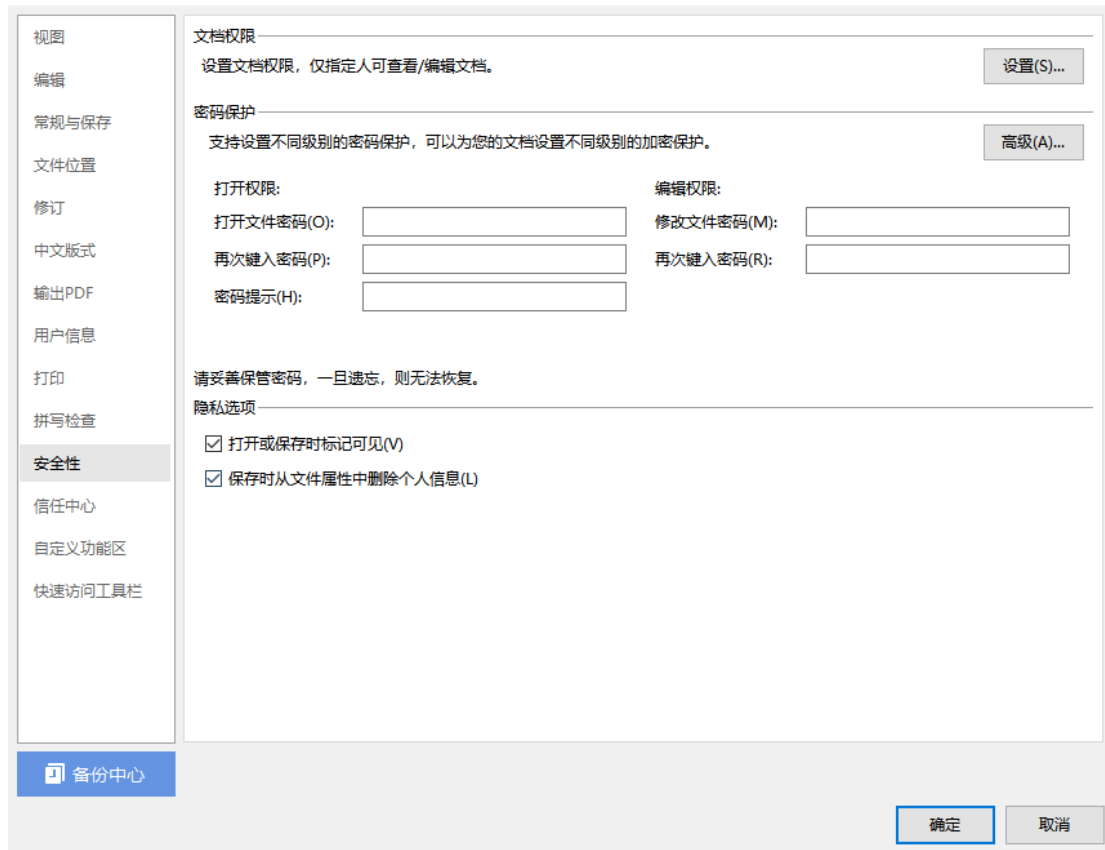 视图
编辑
常规与保存
文件位置
修订
中文版式
输出PDF
用户信息
打印
拼写检查
安全性
信任中心
自定义功能区
快速访问工具栏
备份中心
文档权限
设置文档权限，仅指定人可查看/编辑文档。
设置(S)...
密码保护
支持设置不同级别的密码保护，可以为您的文档设置不同级别的加密保护。
高级(A)...
打开权限: 编辑权限:
打开文件密码(O): 修改文件密码(M):
再次键入密码(P): 再次键入密码(R):
密码提示(H):
请妥善保管密码，一旦遗忘，则无法恢复。
隐私选项
打开或保存时标记可见(V)
保存时从文件属性中删除个人信息(L)
确定 取消